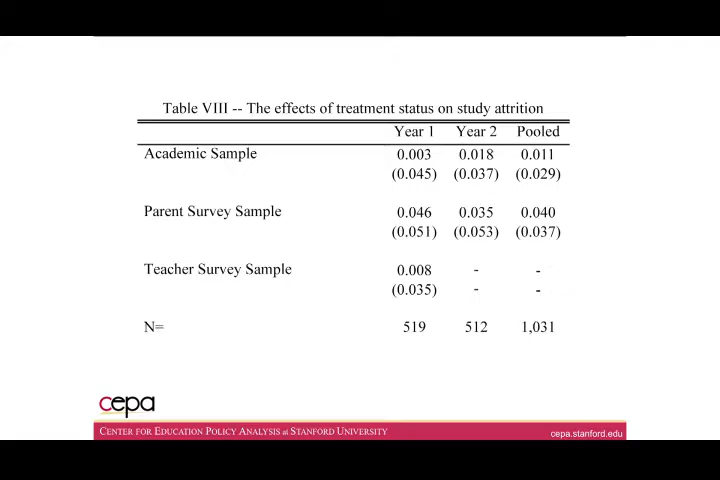 Table VIII -- The effects of treatment status on study attrition
Year 1 Year 2 Pooled
Academic Sample 0.003 0.018 0.011
(0.045) (0.037) (0.029)
Parent Survey Sample 0.046 0.035 0.040
(0.051) (0.053) (0.037)
Teacher Survey Sample 0.008 - -
(0.035) - -
N= 519 512 1,031
cepa
CENTER FOR EDUCATION POLICY ANALYSIS at STANFORD UNIVERSITY
cepa.stanford.edu